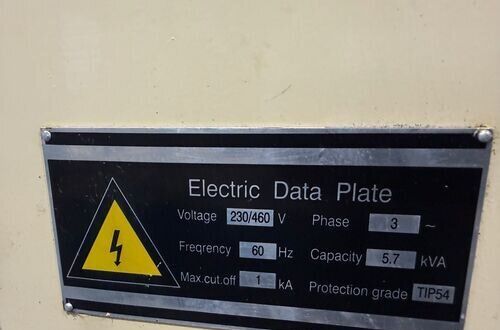 Electric Data Plate
Voltage 230/460 V Phase 3 ~
Freqrency 60 Hz Capacity 5.7 kVA
Max.cut.off 1 kA Protection grade TIP54